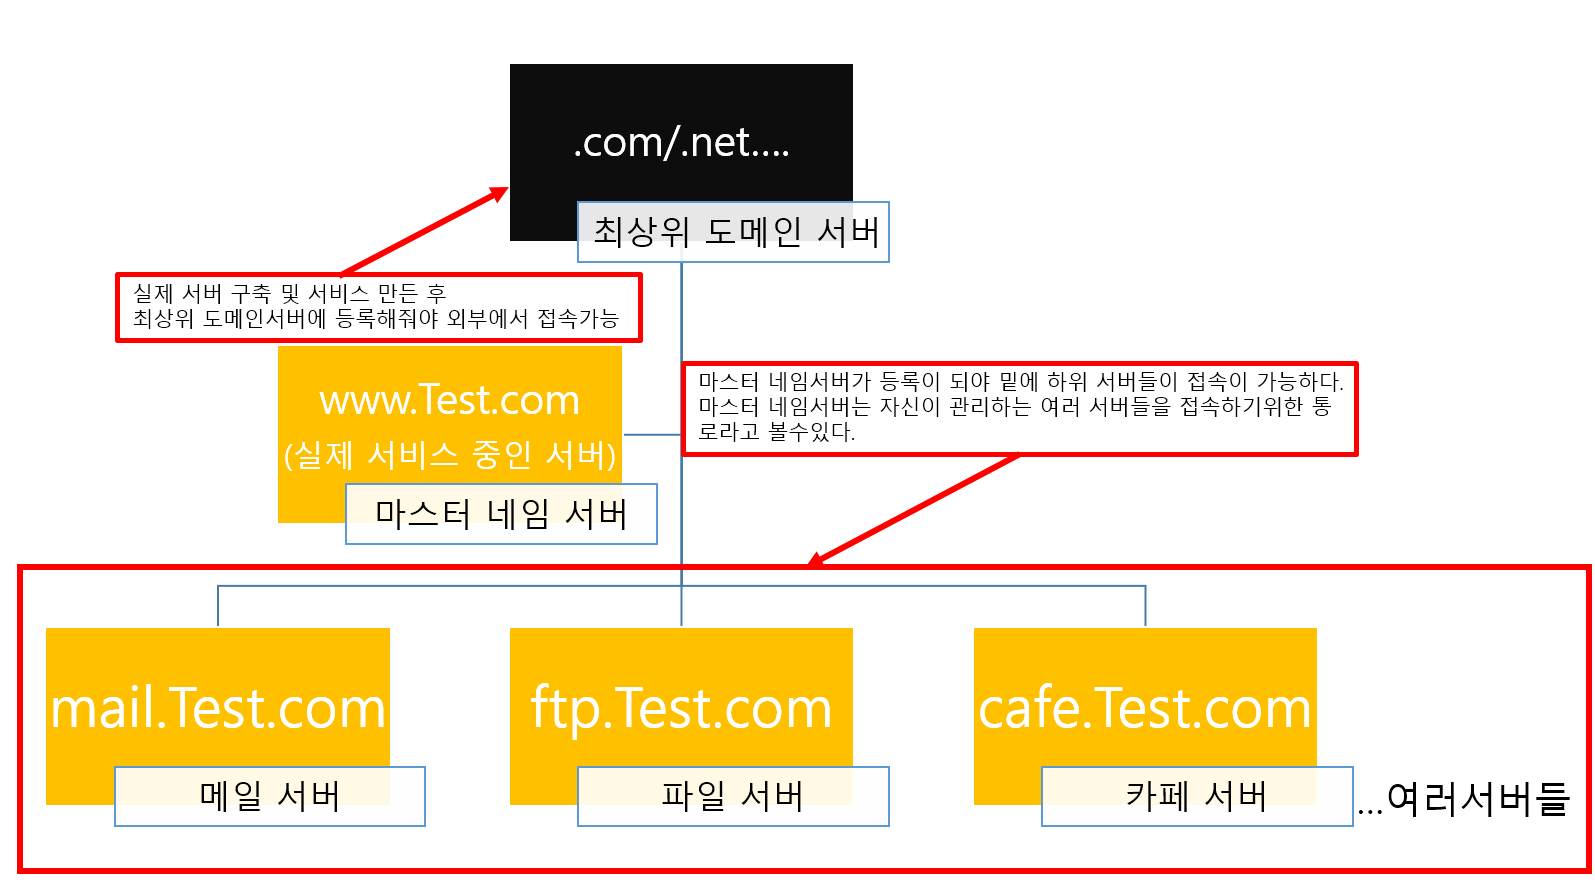 .com/.net....
최상위 도메인 서버
실제 서버 구축 및 서비스 만든 후
최상위 도메인서버에 등록해줘야 외부에서 접속가능
www.Test.com
(실제 서비스 중인 서버)
마스터 네임 서버
마스터 네임서버가 등록이 되야 밑에 하위 서버들이 접속이 가능하다.
마스터 네임서버는 자신이 관리하는 여러 서버들을 접속하기위한 통
로라고 볼수있다.
mail.Test.com
메일 서버
ftp.Test.com
파일 서버
cafe.Test.com
카페 서버
...여러서버들